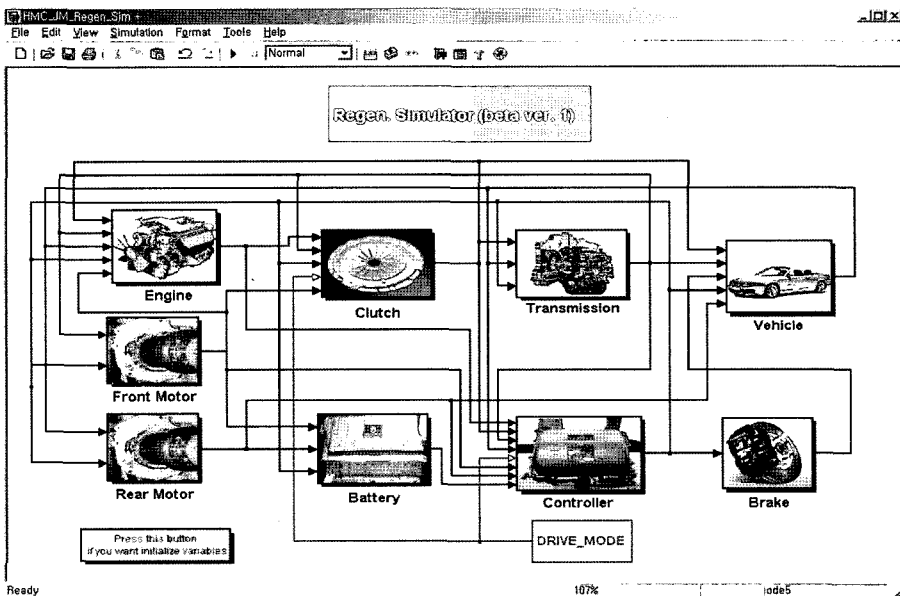 HMC_JM_Regen_Sim *
File Edit View Simulation Format Tools Help
Normal
Regen. Simulator (beta ver. 1)
Engine
Clutch
Transmission
Vehicle
Front Motor
Rear Motor
Battery
Controller
Brake
Press this button
if you want initialize variables
DRIVE_MODE
Ready
107%
ode5